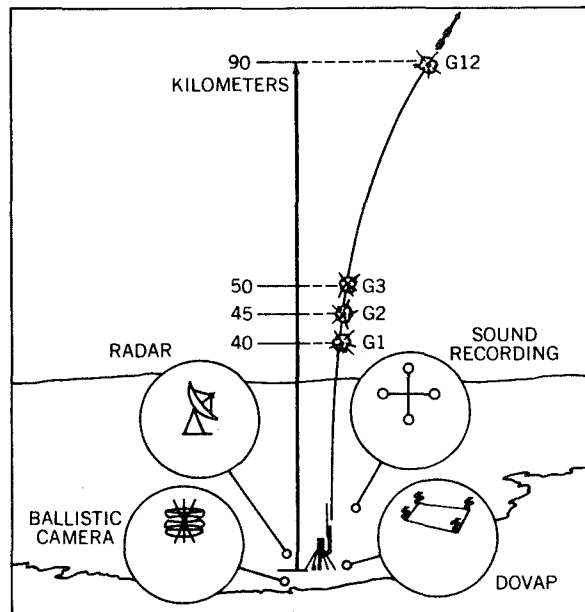 90
KILOMETERS
G12
50
G3
45
G2
40
G1
RADAR
SOUND
RECORDING
BALLISTIC
CAMERA
DOVAP